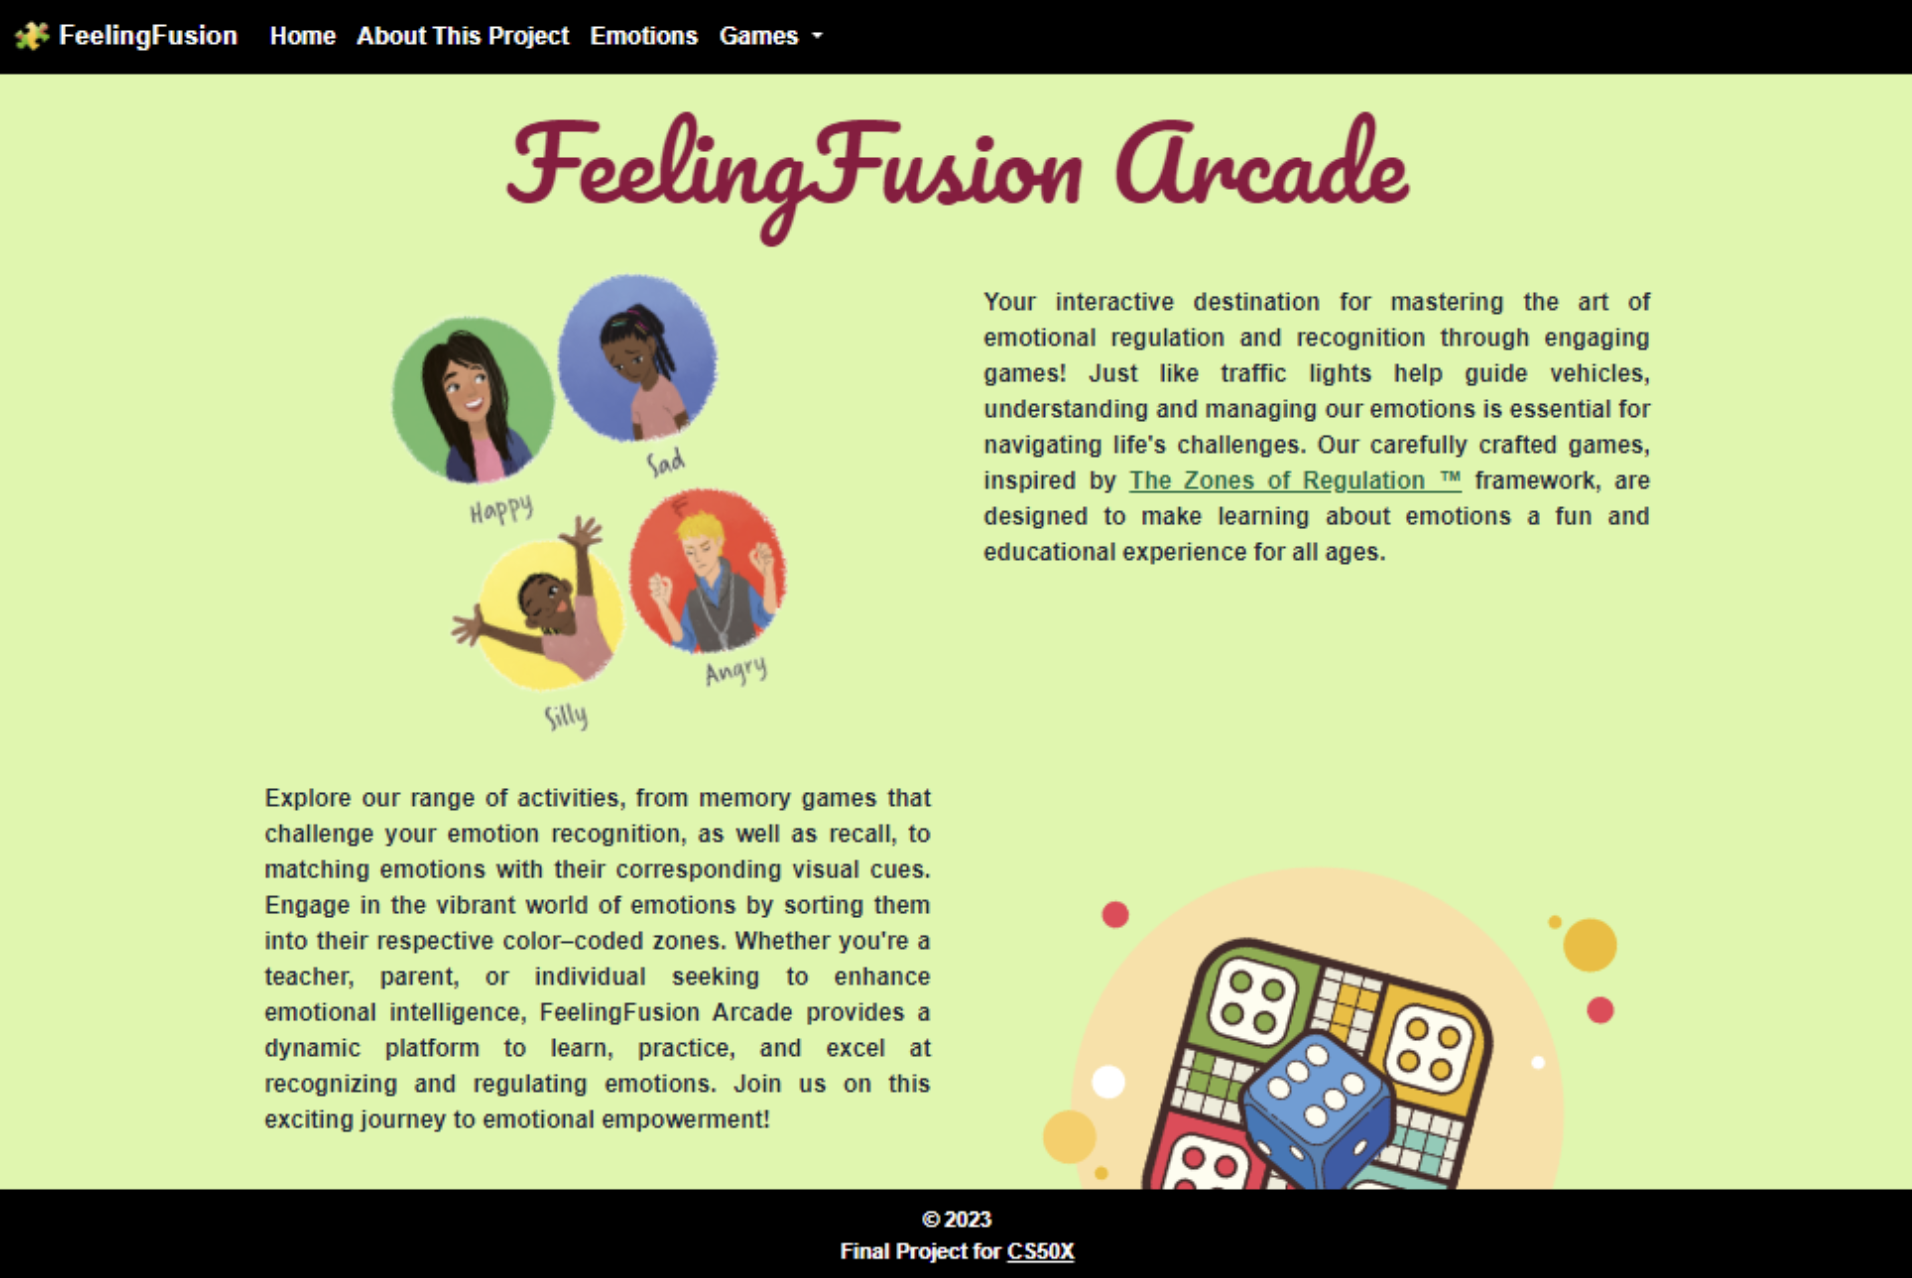 FeelingFusion Home About This Project Emotions Games
FeelingFusion Arcade
Happy
Sad
Silly
Angry
Your interactive destination for mastering the art of
emotional regulation and recognition through engaging
games! Just like traffic lights help guide vehicles,
understanding and managing our emotions is essential for
navigating life's challenges. Our carefully crafted games,
inspired by The Zones of Regulation ™ framework, are
designed to make learning about emotions a fun and
educational experience for all ages.
Explore our range of activities, from memory games that
challenge your emotion recognition, as well as recall, to
matching emotions with their corresponding visual cues.
Engage in the vibrant world of emotions by sorting them
into their respective color–coded zones. Whether you're a
teacher, parent, or individual seeking to enhance
emotional intelligence, FeelingFusion Arcade provides a
dynamic platform to learn, practice, and excel at
recognizing and regulating emotions. Join us on this
exciting journey to emotional empowerment!
© 2023
Final Project for CS50X